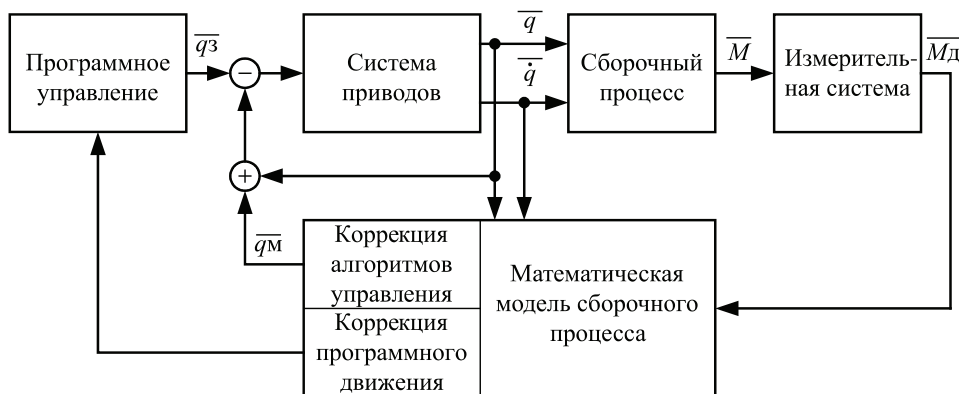 Программное
управление
q̅з̅
−
Система
приводов
q̅
q̇̅
Сборочный
процесс
M̅
Измеритель-
ная система
M̅д̅
+
q̅м̅
Коррекция
алгоритмов
управления
Коррекция
программного
движения
Математическая
модель сборочного
процесса